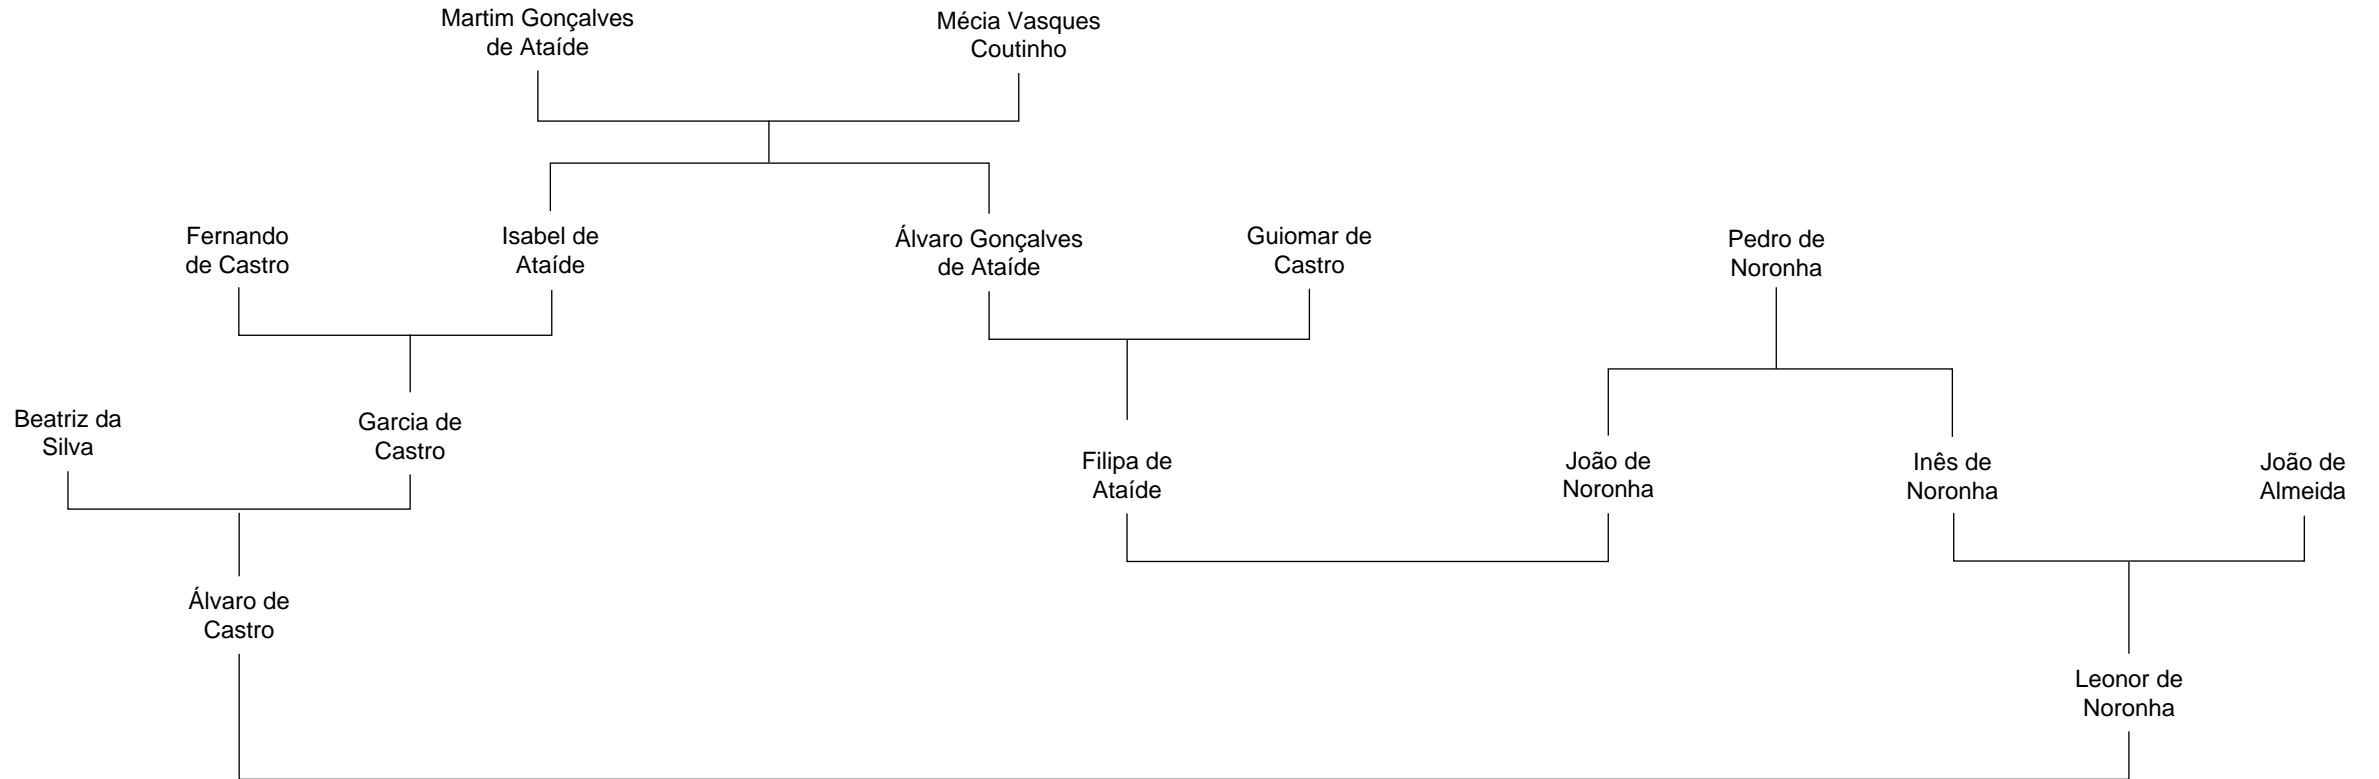 Martim Gonçalves
de Ataíde
Mécia Vasques
Coutinho
Fernando
de Castro
Isabel de
Ataíde
Álvaro Gonçalves
de Ataíde
Guiomar de
Castro
Pedro de
Noronha
Beatriz da
Silva
Garcia de
Castro
Filipa de
Ataíde
João de
Noronha
Inês de
Noronha
João de
Almeida
Álvaro de
Castro
Leonor de
Noronha